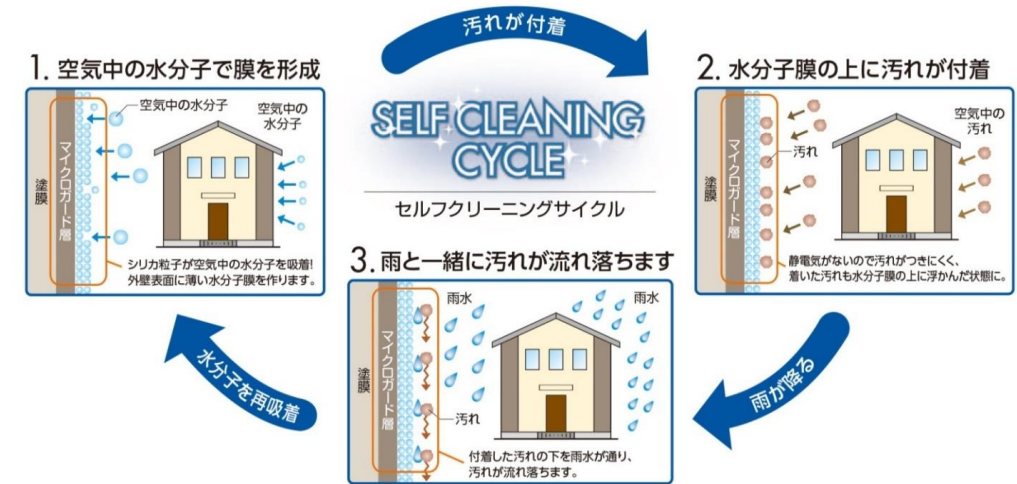 汚れが付着
1. 空気中の水分子で膜を形成
空気中の水分子
空気中の
水分子
マイクロガード層
塗膜
シリカ粒子が空気中の水分子を吸着!
外壁表面に薄い水分子膜を作ります。
SELF CLEANING
CYCLE
セルフクリーニングサイクル
2. 水分子膜の上に汚れが付着
空気中の
汚れ
汚れ
マイクロガード層
塗膜
静電気がないので汚れがつきにくく、
着いた汚れも水分子膜の上に浮かんだ状態に。
雨が降る
3. 雨と一緒に汚れが流れ落ちます
雨水
雨水
マイクロガード層
塗膜
汚れ
付着した汚れの下を雨水が通り、
汚れが流れ落ちます。
水分子を再吸着